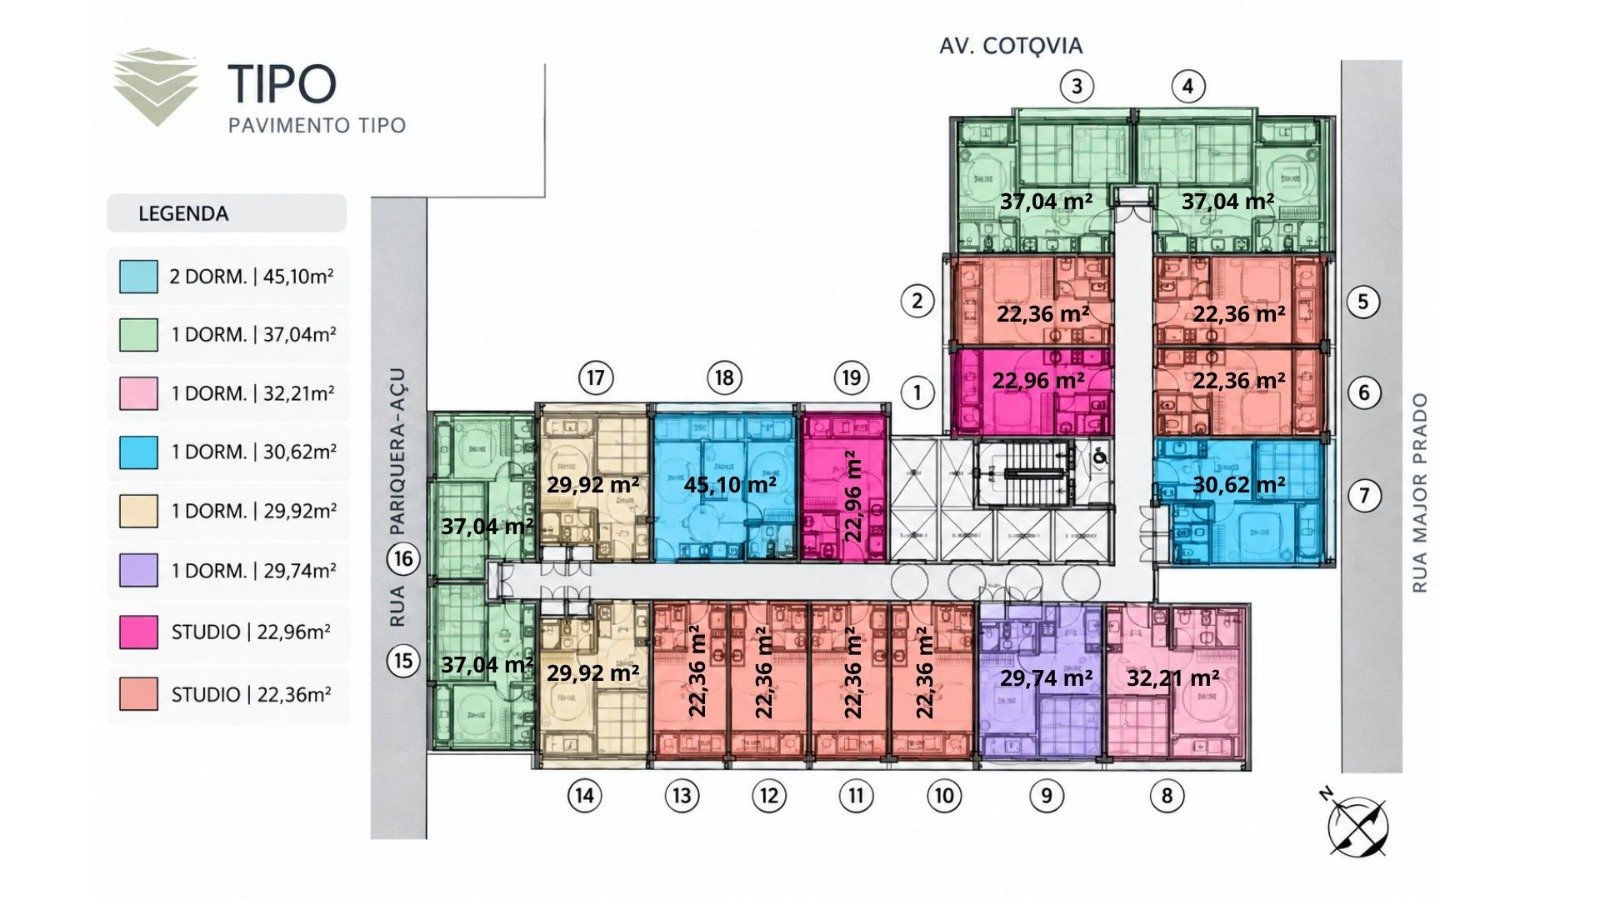 TIPO
PAVIMENTO TIPO
LEGENDA
2 DORM. | 45,10m²
1 DORM. | 37,04m²
1 DORM. | 32,21m²
1 DORM. | 30,62m²
1 DORM. | 29,92m²
1 DORM. | 29,74m²
STUDIO | 22,96m²
STUDIO | 22,36m²
AV. COTQVIA
3
4
37,04 m²
37,04 m²
2
22,36 m²
22,36 m²
5
1
22,96 m²
22,36 m²
6
17
18
19
29,92 m²
45,10 m²
22,96 m²
30,62 m²
7
37,04 m²
16
RUA PARIQUERA-AÇU
RUA MAJOR PRADO
15
37,04 m²
29,92 m²
22,36 m²
22,36 m²
22,36 m²
22,36 m²
29,74 m²
32,21 m²
14
13
12
11
10
9
8
N